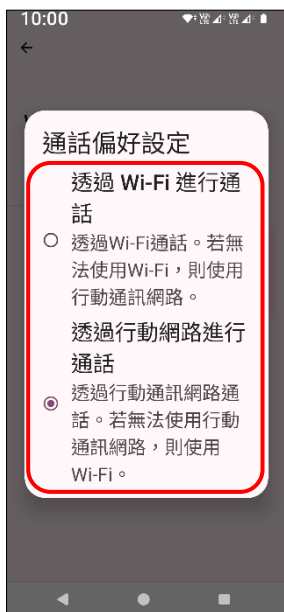 10:00
通話偏好設定
透過 Wi-Fi 進行通
話
透過Wi-Fi通話。若無
法使用Wi-Fi，則使用
行動通訊網路。
透過行動網路進行
通話
透過行動通訊網路通
話。若無法使用行動
通訊網路，則使用
Wi-Fi。